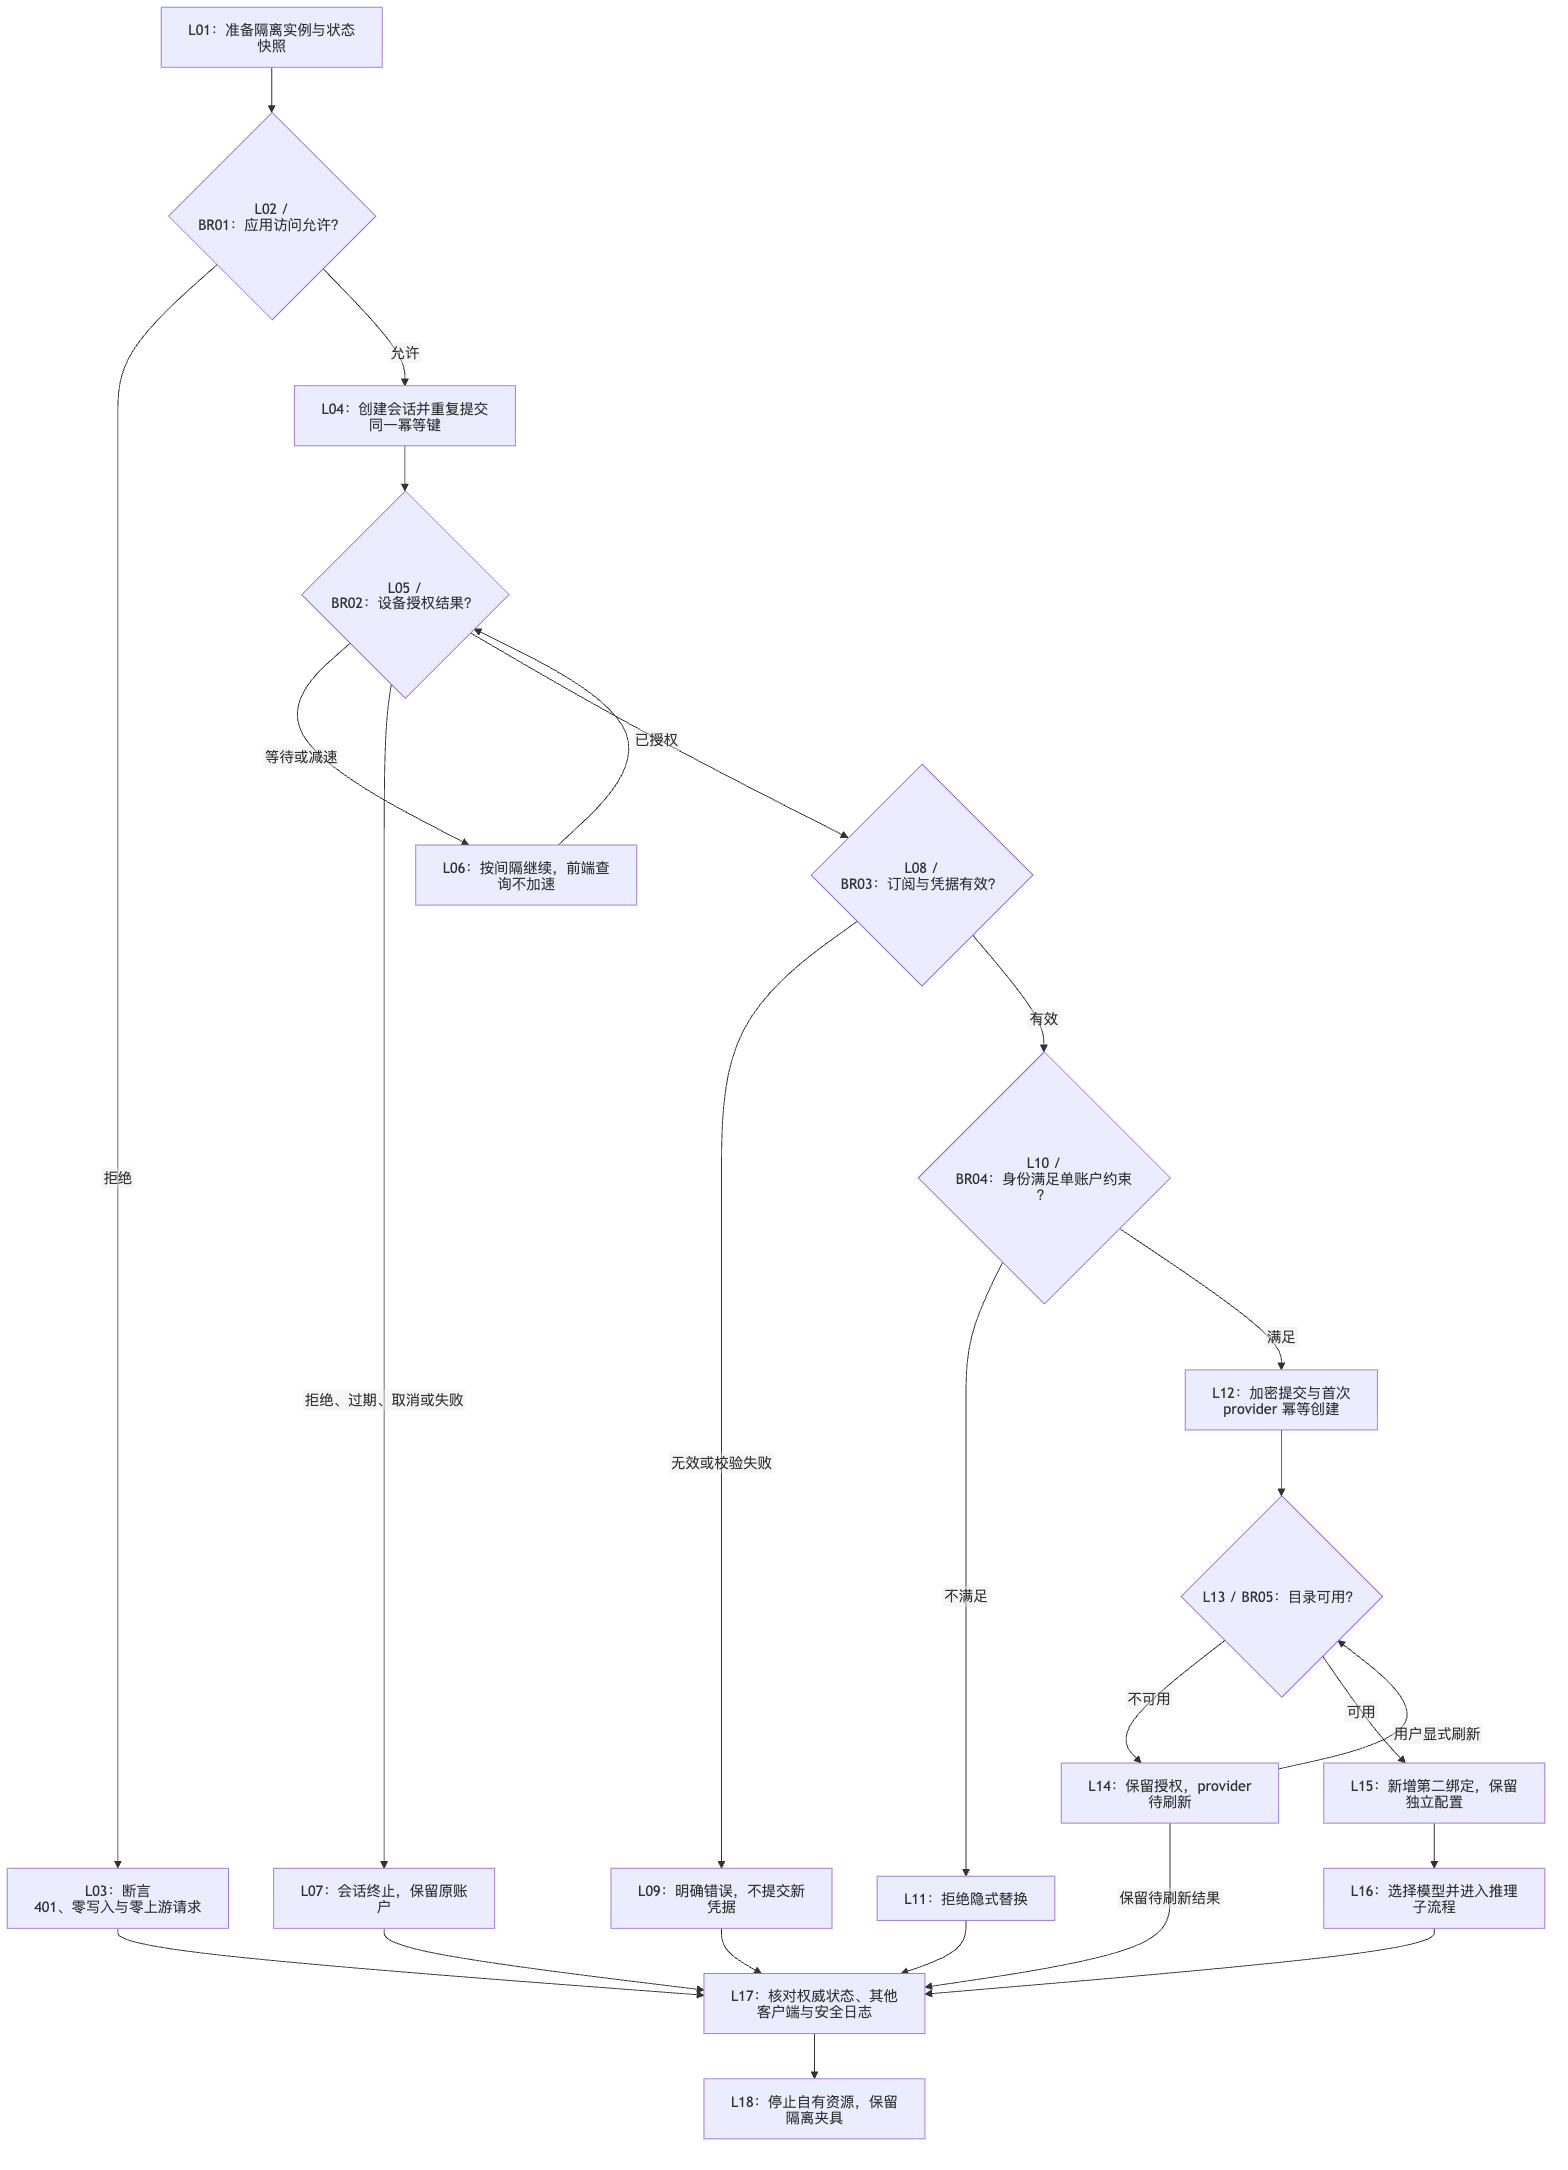 L01：准备隔离实例与状态
快照
L02 /
BR01：应用访问允许？
允许
L04：创建会话并重复提交
同一幂等键
L05 /
BR02：设备授权结果？
等待或减速
已授权
L06：按间隔继续，前端查
询不加速
L08 /
BR03：订阅与凭据有效？
有效
拒绝
L10 /
BR04：身份满足单账户约束
？
满足
拒绝、过期、取消或失败
L12：加密提交与首次
provider 幂等创建
无效或校验失败
不满足
L13 / BR05：目录可用？
不可用
可用
用户显式刷新
L14：保留授权，provider
待刷新
L15：新增第二绑定，保留
独立配置
L03：断言
401、零写入与零上游请求
L07：会话终止，保留原账
户
L09：明确错误，不提交新
凭据
L11：拒绝隐式替换
保留待刷新结果
L16：选择模型并进入推理
子流程
L17：核对权威状态、其他
客户端与安全日志
L18：停止自有资源，保留
隔离夹具